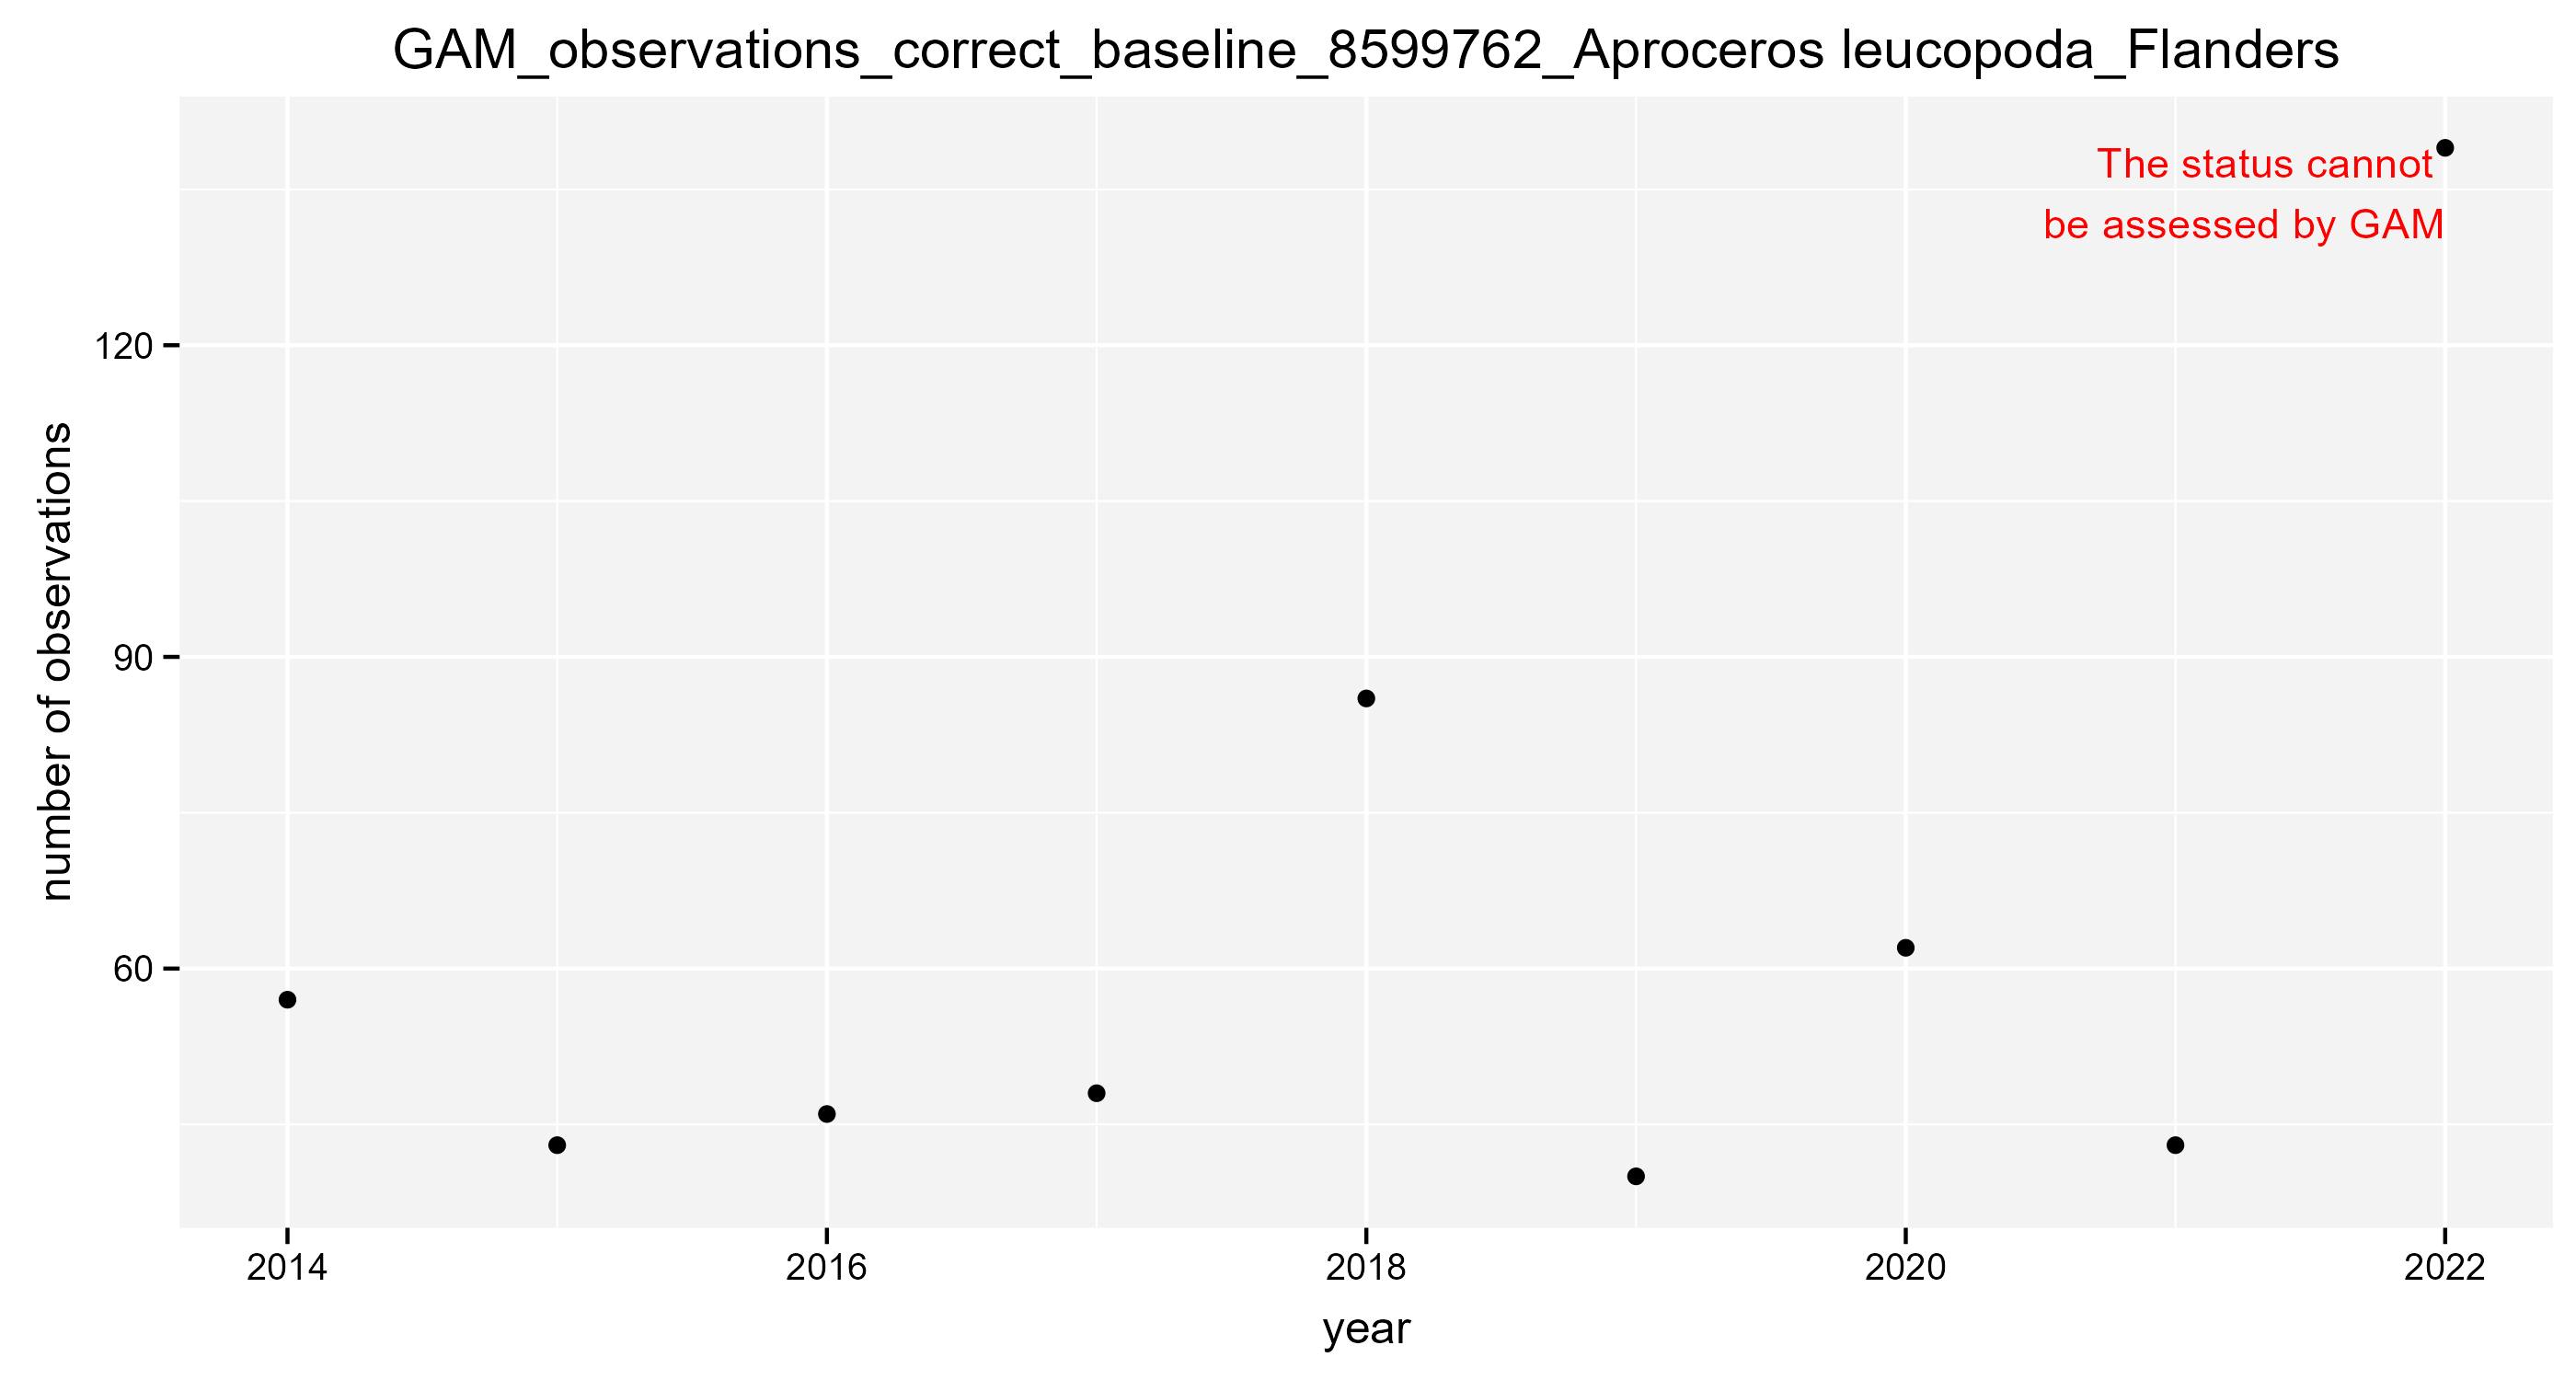 GAM_observations_correct_baseline_8599762_Aproceros leucopoda_Flanders
The status cannot
be assessed by GAM
number of observations
120
90
60
2014
2016
2018
2020
2022
year